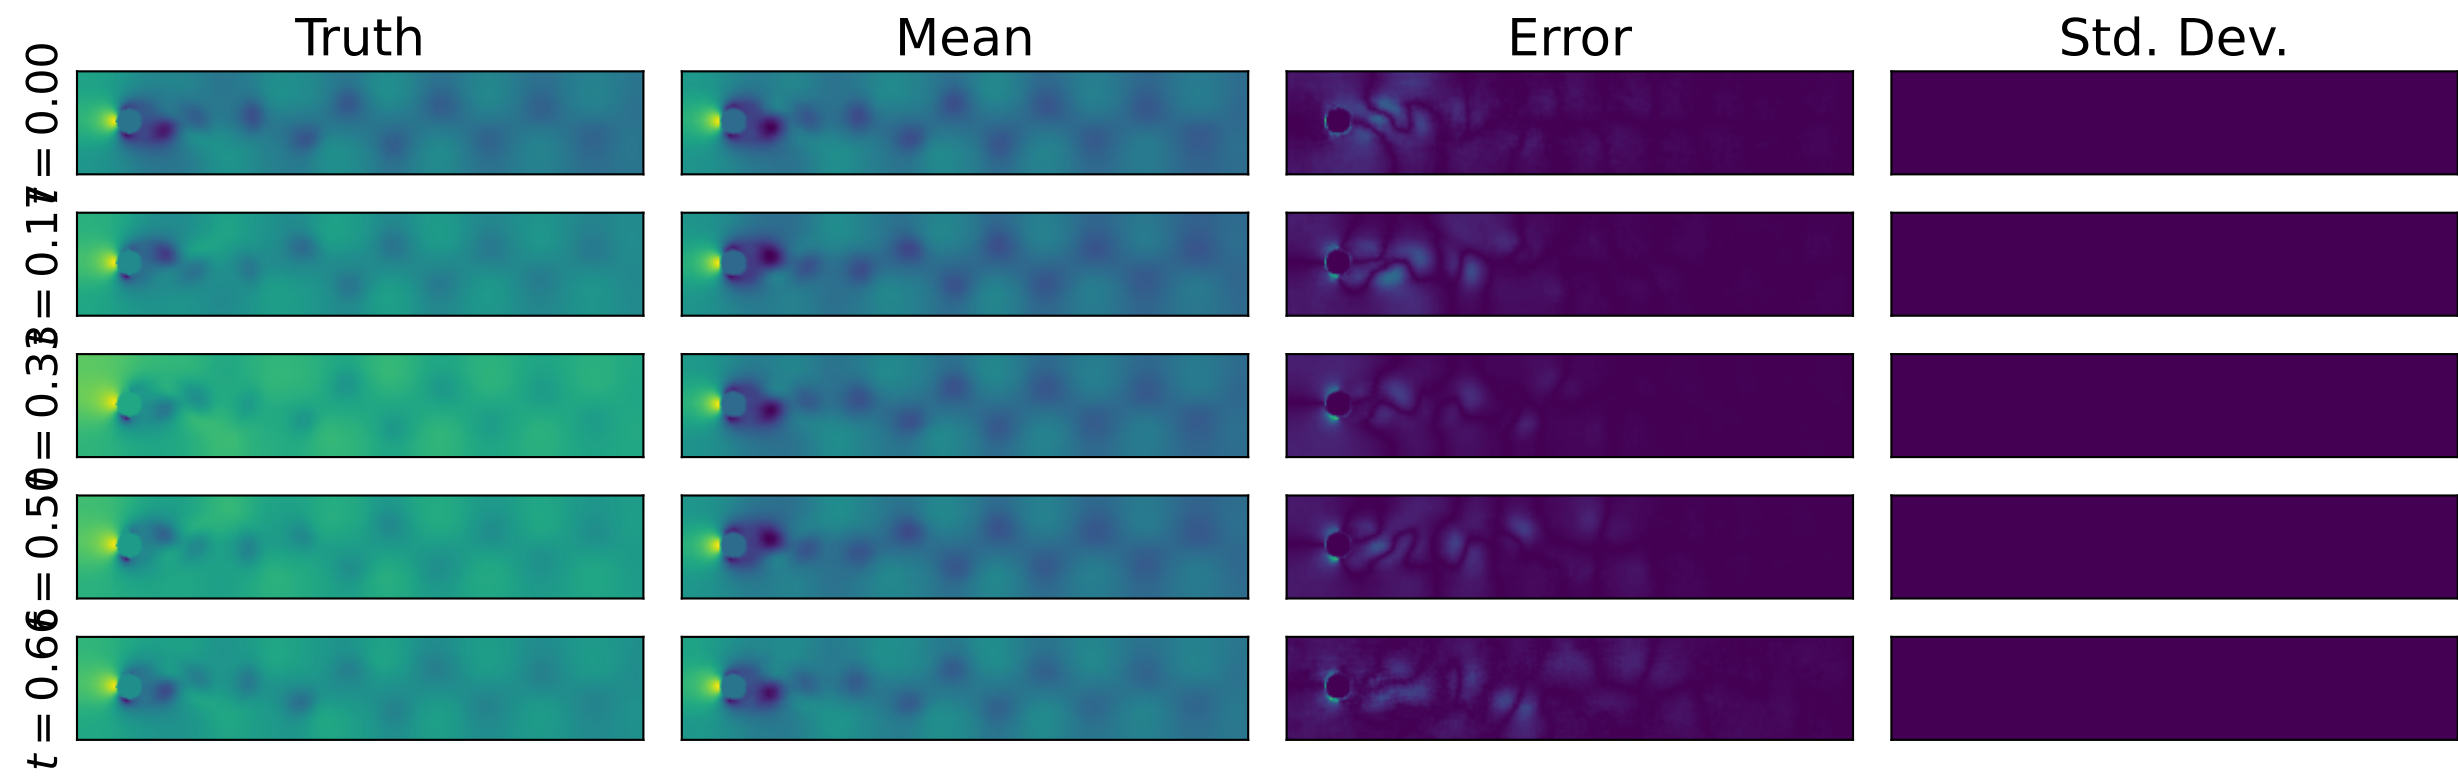 Truth Mean Error Std. Dev.
t = 0.00
t = 0.17
t = 0.33
t = 0.50
t = 0.66